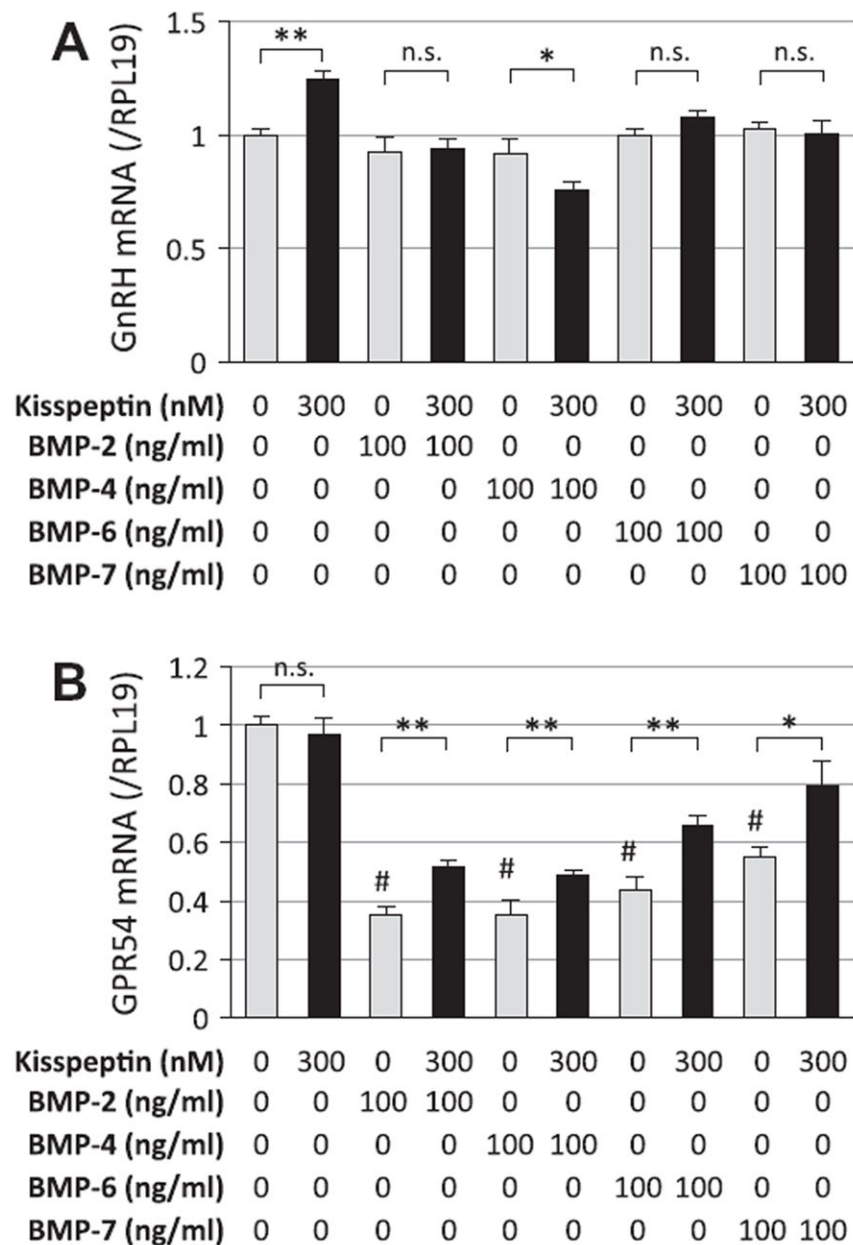 A
GnRH mRNA (/RPL19)
1.5
1
0.5
0
** n.s. * n.s. n.s.
Kisspeptin (nM) 0 300 0 300 0 300 0 300 0 300
BMP-2 (ng/ml) 0 0 100 100 0 0 0 0 0 0
BMP-4 (ng/ml) 0 0 0 0 100 100 0 0 0 0
BMP-6 (ng/ml) 0 0 0 0 0 0 100 100 0 0
BMP-7 (ng/ml) 0 0 0 0 0 0 0 0 100 100
B
GPR54 mRNA (/RPL19)
1.2
1
0.8
0.6
0.4
0.2
0
n.s. ** ** ** *
# # # #
Kisspeptin (nM) 0 300 0 300 0 300 0 300 0 300
BMP-2 (ng/ml) 0 0 100 100 0 0 0 0 0 0
BMP-4 (ng/ml) 0 0 0 0 100 100 0 0 0 0
BMP-6 (ng/ml) 0 0 0 0 0 0 100 100 0 0
BMP-7 (ng/ml) 0 0 0 0 0 0 0 0 100 100